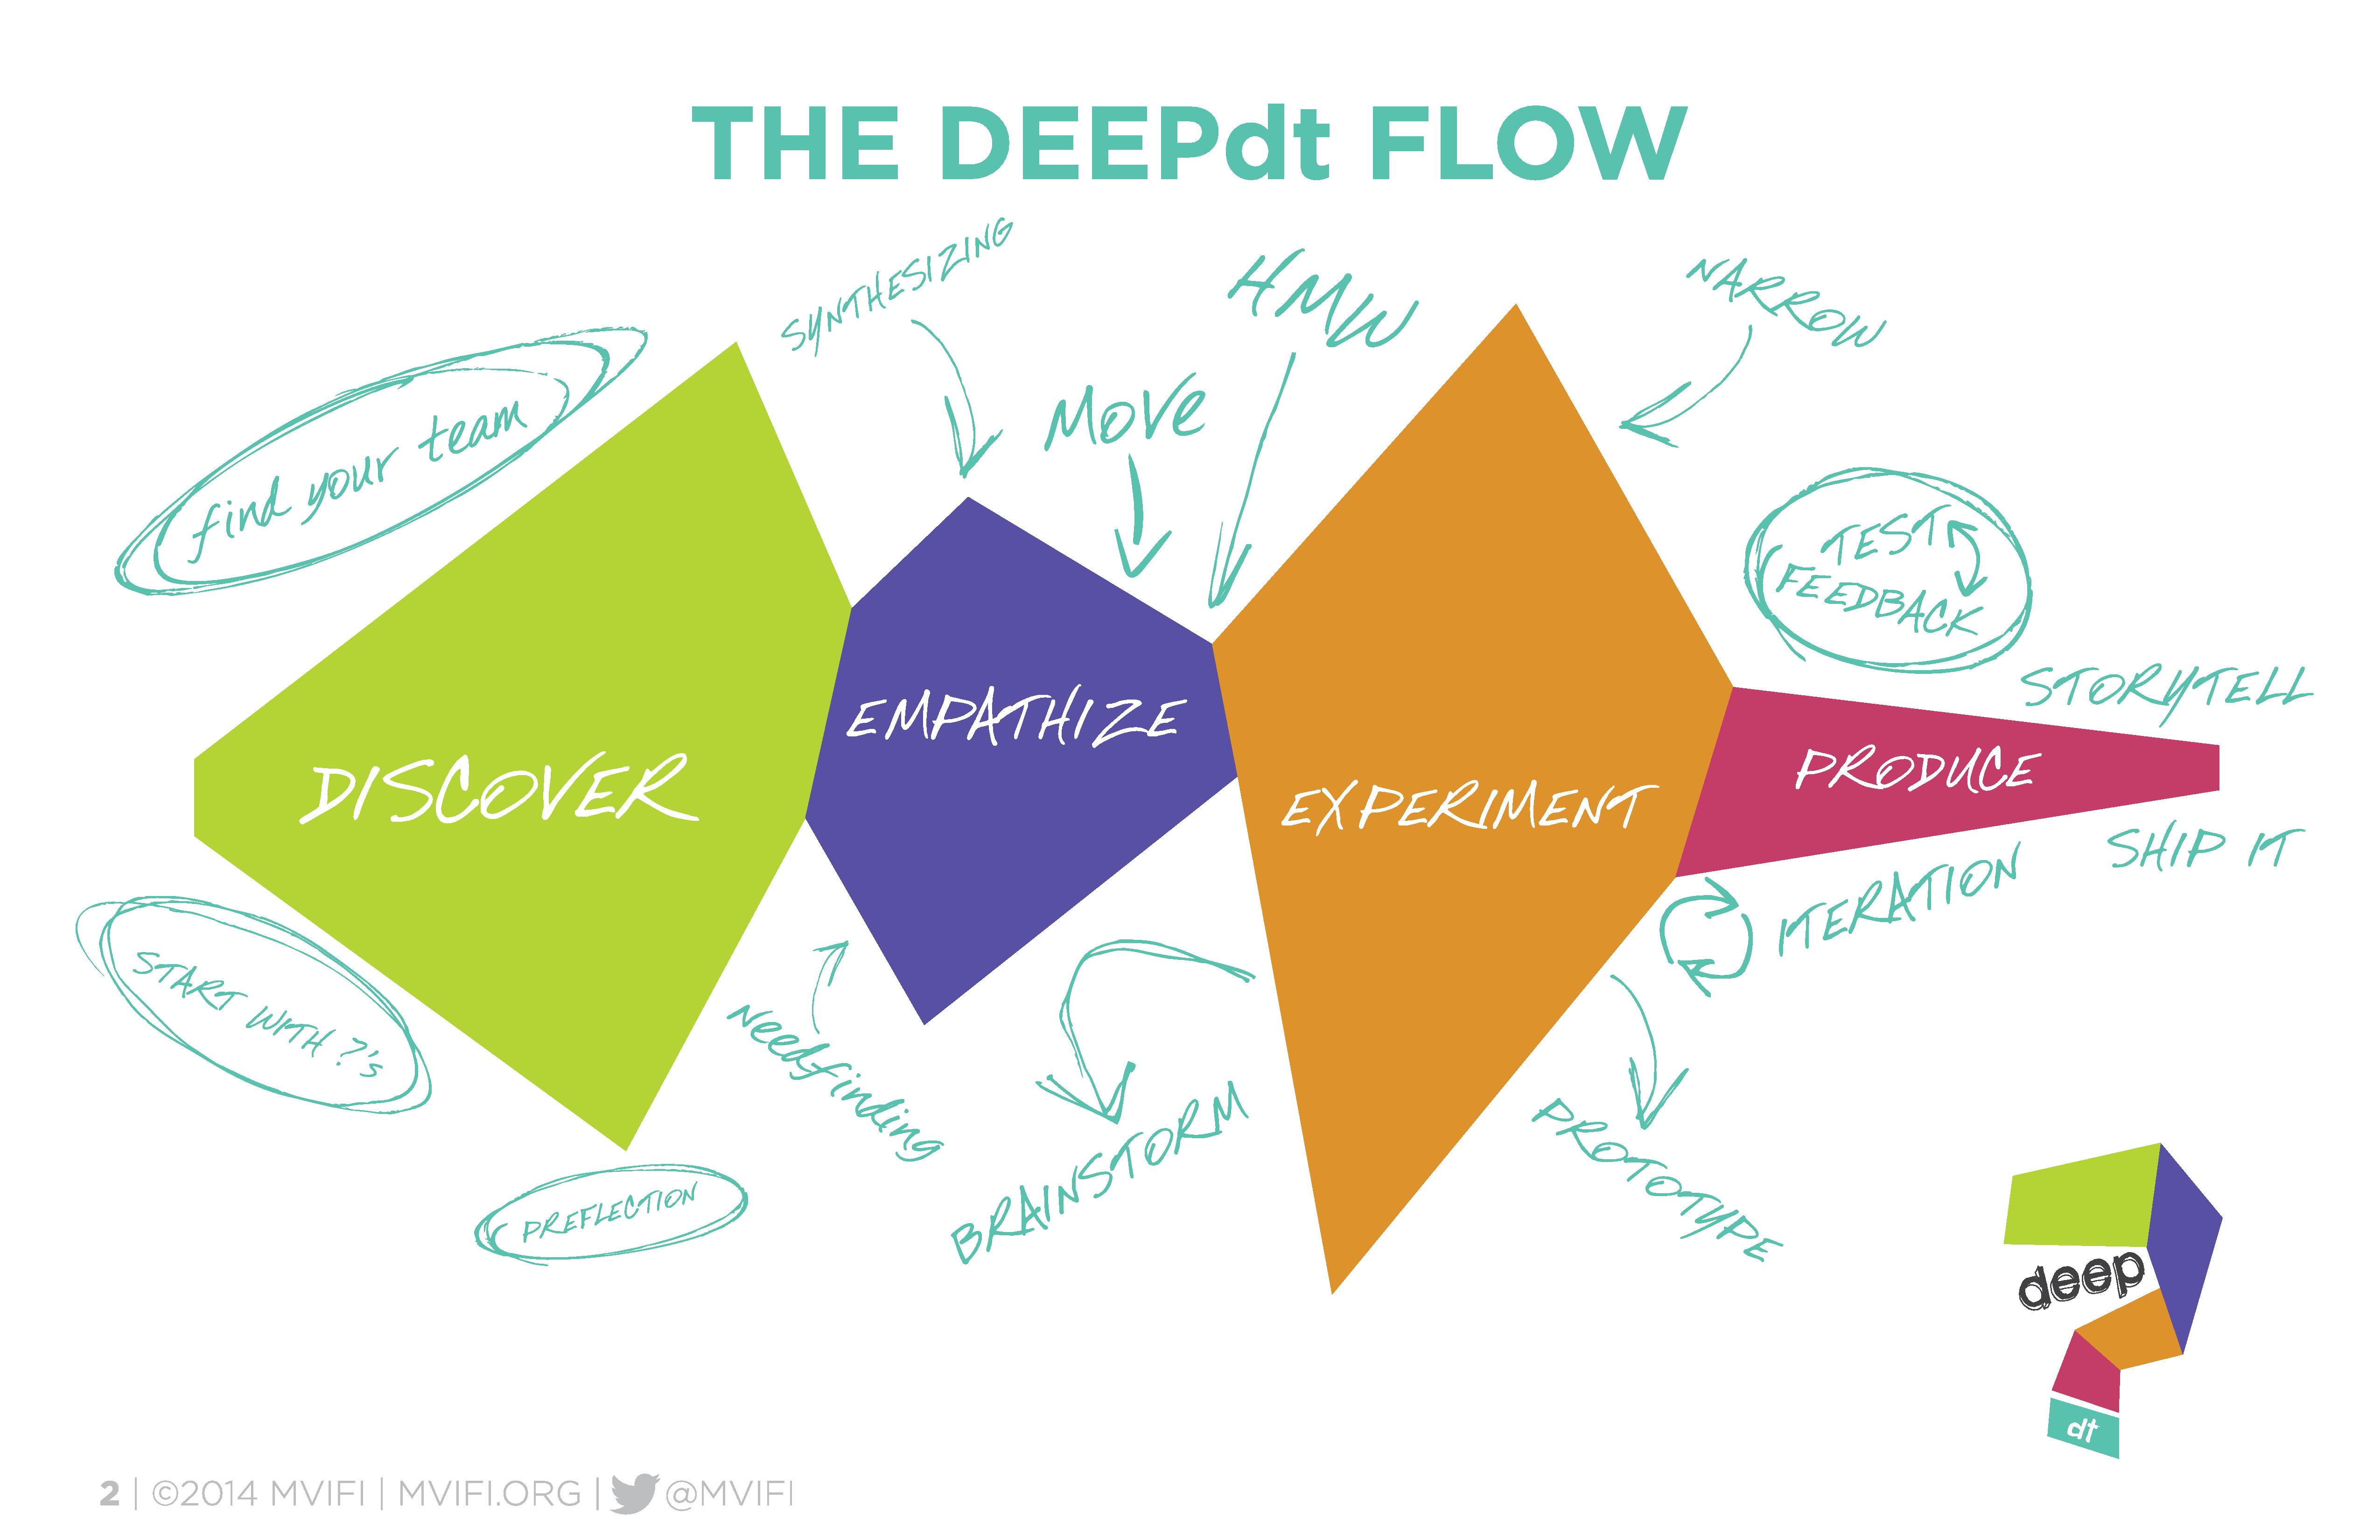 THE DEEPdt FLOW
SYNTHESIZING
HMW
NARROW
MOVE
find your team
TEST
FEEDBACK
STORYTELL
EMPATHIZE
DISCOVER
EXPERIMENT
PRODUCE
SHIP IT
ITERATION
START WITH ?'S
Needfinding
BRAINSTORM
PROTOTYPE
PREFLECTION
deep
dt
2 | ©2014 MVIFI | MVIFI.ORG | @MVIFI